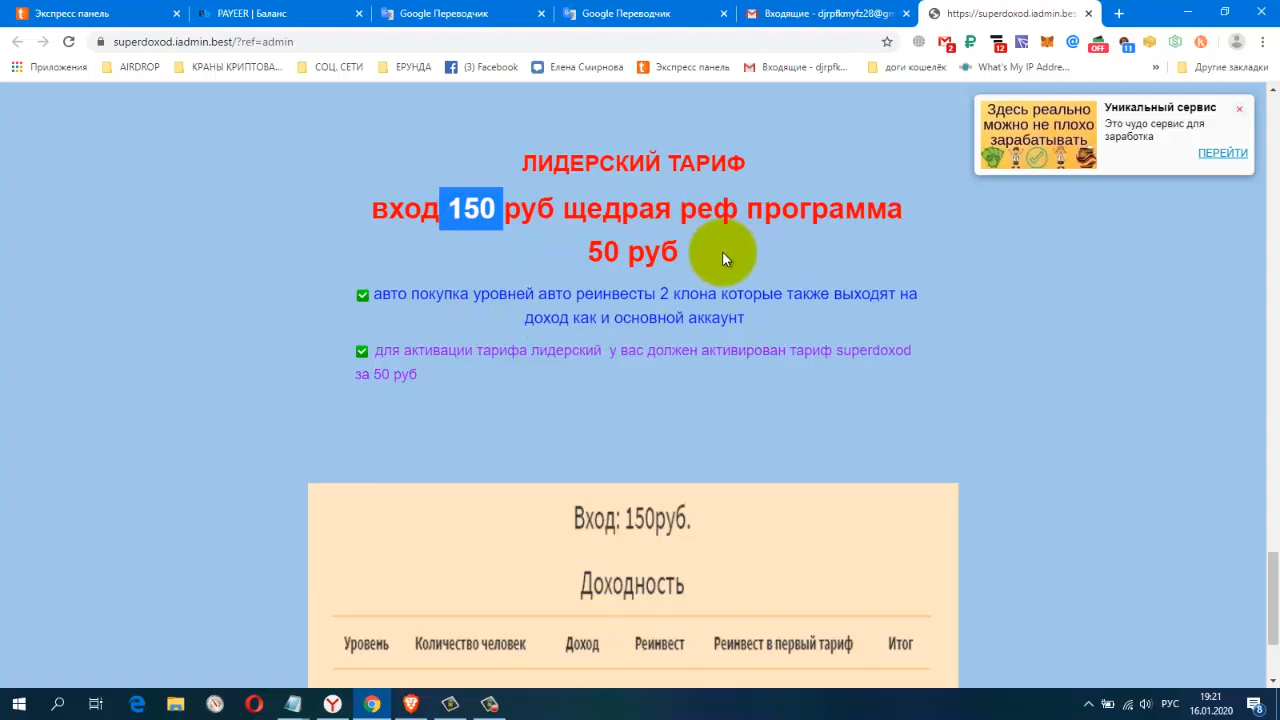 Экспресс панель
PAYEER | Баланс
Google Переводчик
Google Переводчик
Входящие - djrpfkmyfz28@gm
https://superdoxod.iadmin.bes
superdoxod.iadmin.best/?ref=admin
2
12
OFF
11
Приложения
AIRDROP
КРАНЫ КРИПТОВА...
СОЦ. СЕТИ
ЕРУНДА
(3) Facebook
Елена Смирнова
Экспресс панель
Входящие - djrpfk...
доги кошелёк
What's My IP Addre...
»
Другие закладки
Здесь реально
можно не плохо
зарабатывать
Уникальный сервис
Это чудо сервис для
заработка
ПЕРЕЙТИ
ЛИДЕРСКИЙ ТАРИФ
вход 150 руб щедрая реф программа
50 руб
авто покупка уровней авто реинвесты 2 клона которые также выходят на
доход как и основной аккаунт
для активации тарифа лидерский у вас должен активирован тариф superdoxod
за 50 руб
Вход: 150руб.
Доходность
Уровень Количество человек Доход Реинвест Реинвест в первый тариф Итог
РУС
19:21
16.01.2020
8